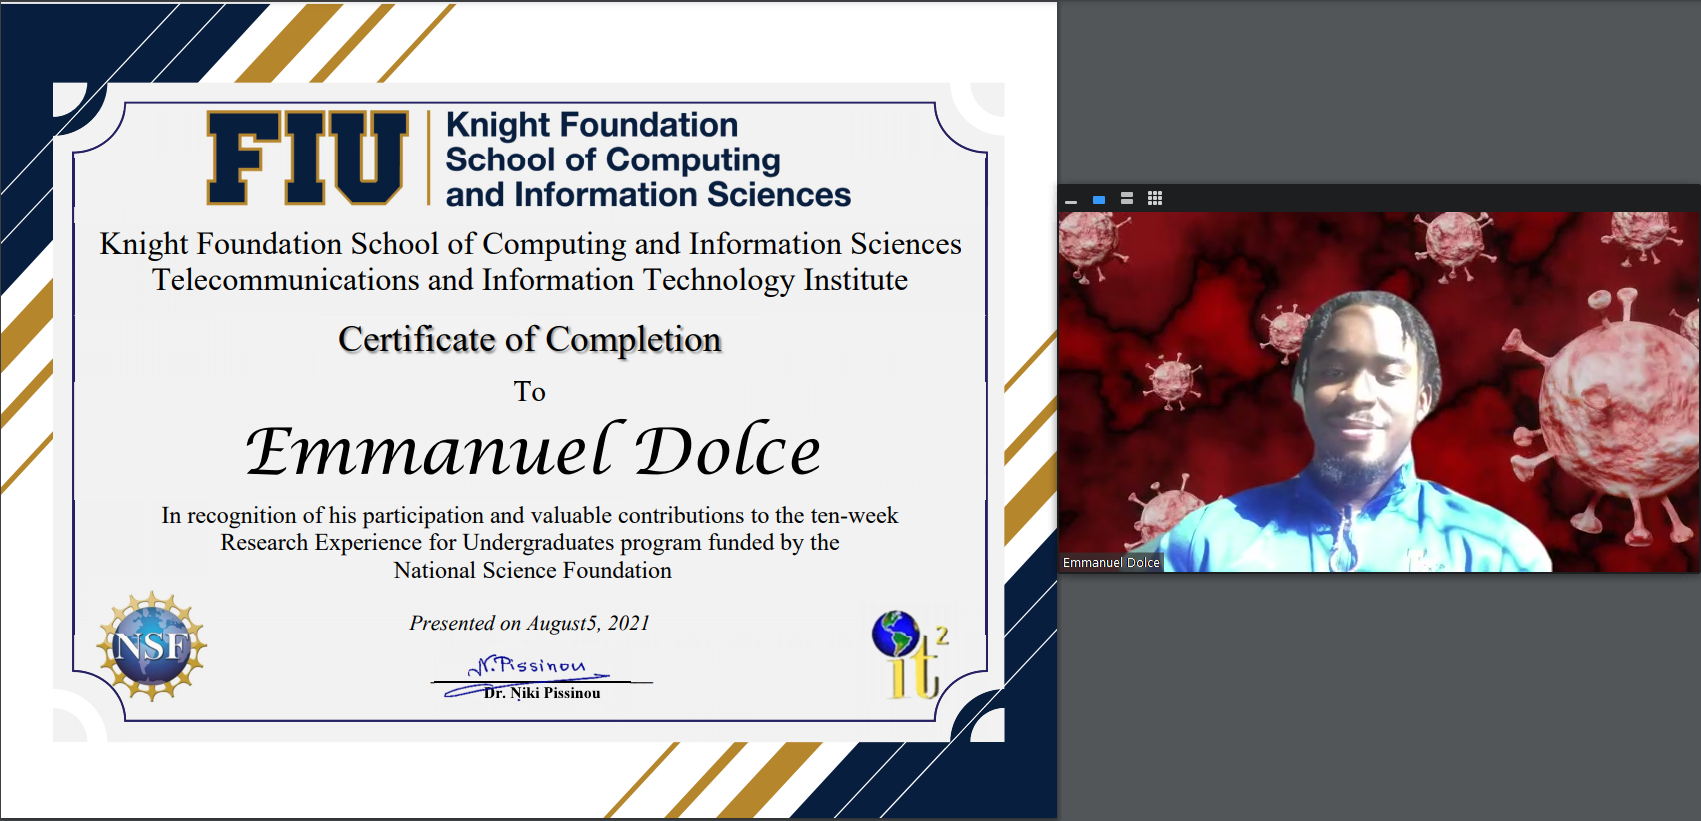 FIU
Knight Foundation
School of Computing
and Information Sciences
Knight Foundation School of Computing and Information Sciences
Telecommunications and Information Technology Institute
Certificate of Completion
To
Emmanuel Dolce
In recognition of his participation and valuable contributions to the ten-week
Research Experience for Undergraduates program funded by the
National Science Foundation
NSF
Presented on August5, 2021
it2
N.Pissinou
Dr. Niki Pissinou
Emmanuel Dolce